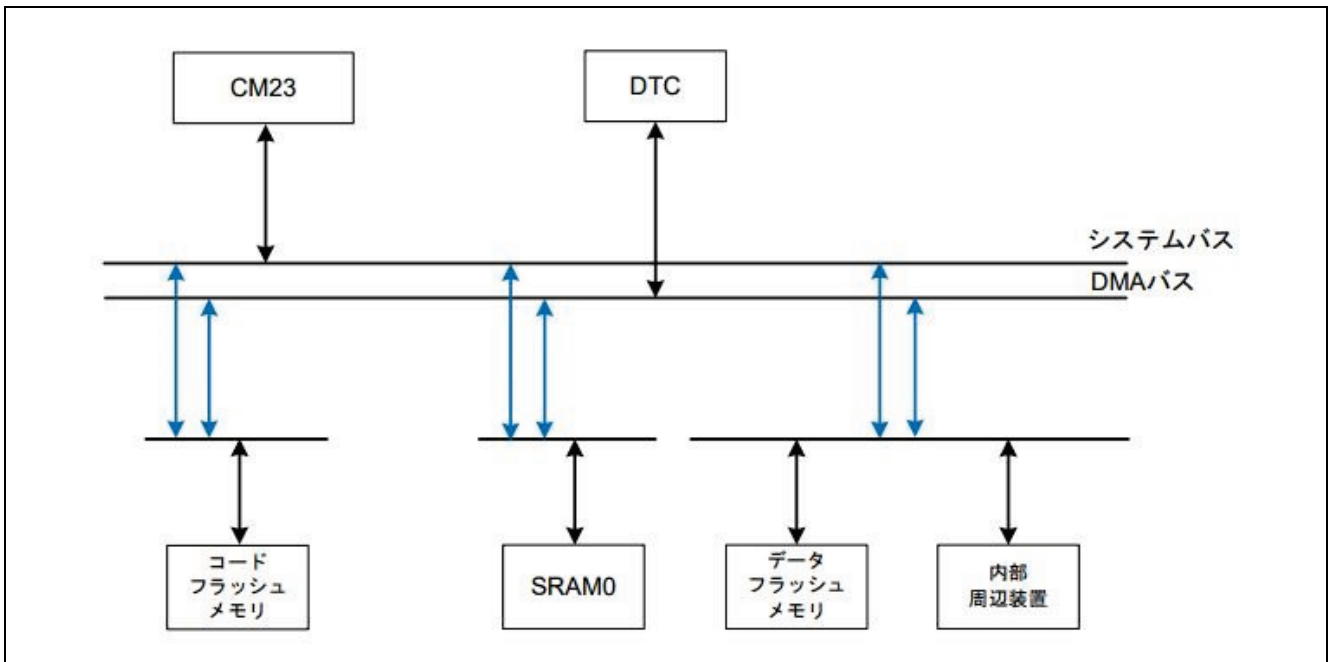 CM23
DTC
システムバス
DMAバス
コード
フラッシュ
メモリ
SRAM0
データ
フラッシュ
メモリ
内部
周辺装置